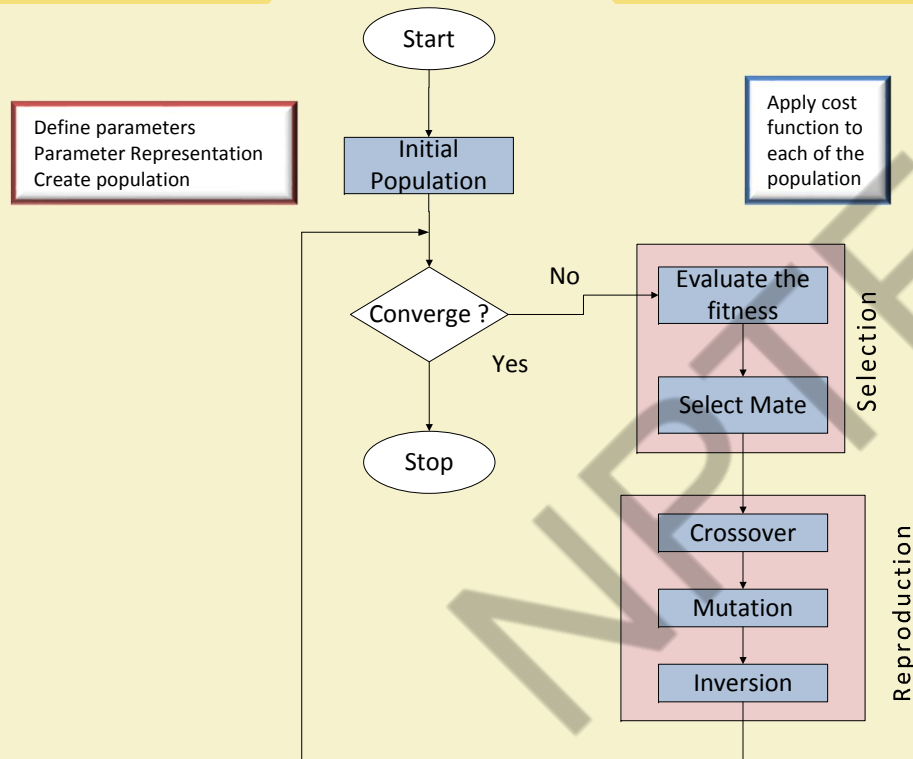 Start
Define parameters
Parameter Representation
Create population
Apply cost
function to
each of the
population
Initial
Population
Converge ?
No
Yes
Stop
Evaluate the
fitness
Select Mate
Selection
Crossover
Mutation
Inversion
Reproduction
NPTE